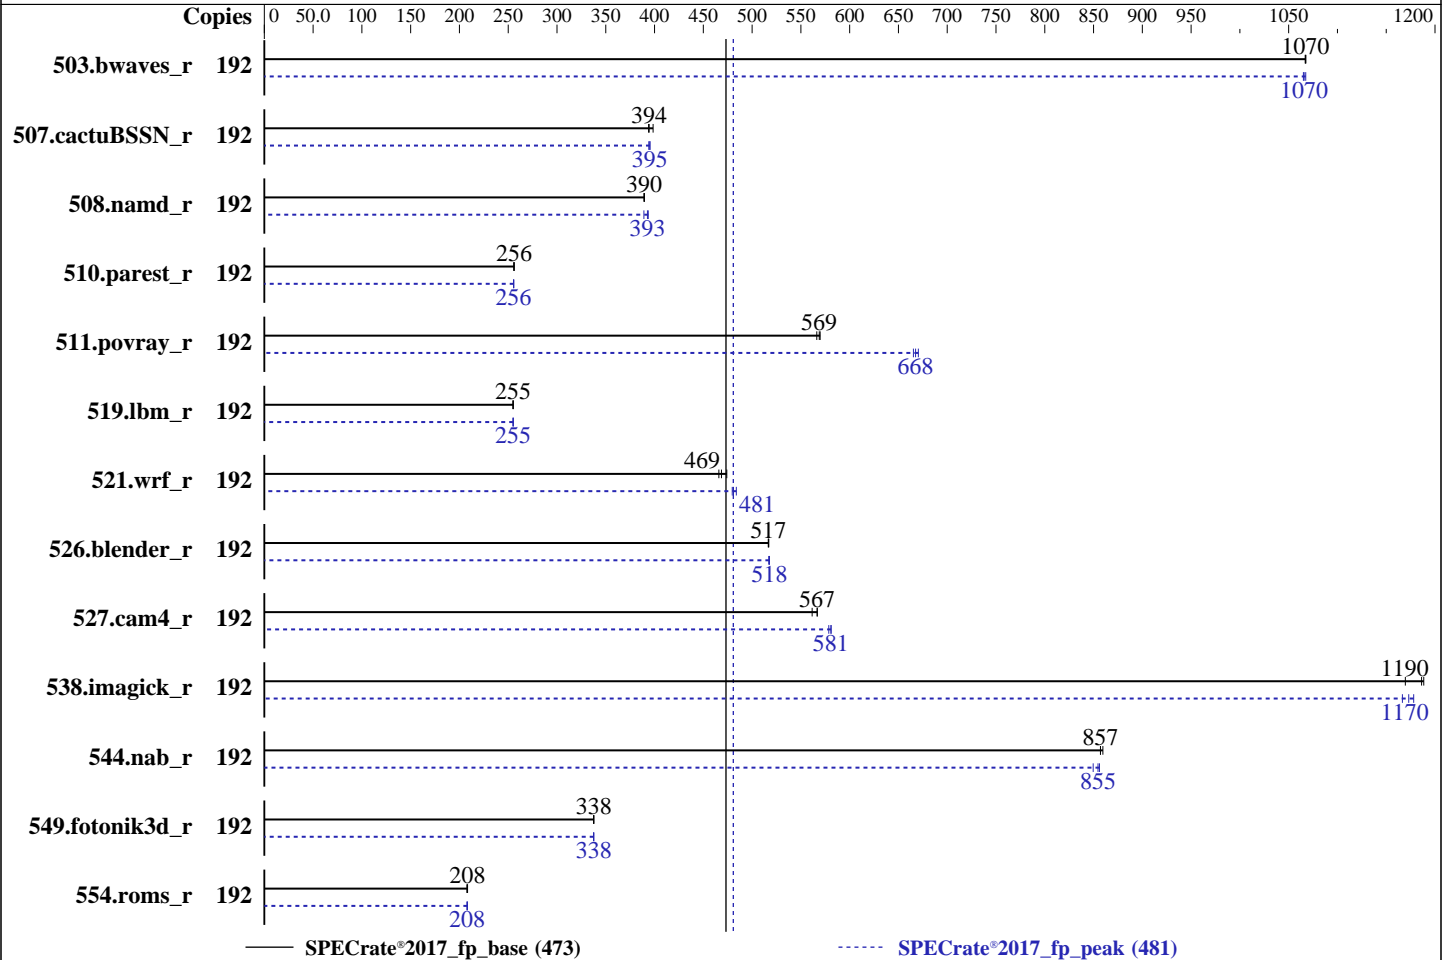 Copies 0 50.0 100 150 200 250 300 350 400 450 500 550 600 650 700 750 800 850 900 950 1050 1200
503.bwaves_r 192 1070
1070
507.cactuBSSN_r 192 394
395
508.namd_r 192 390
393
510.parest_r 192 256
256
511.povray_r 192 569
668
519.lbm_r 192 255
255
521.wrf_r 192 469
481
526.blender_r 192 517
518
527.cam4_r 192 567
581
538.imagick_r 192 1190
1170
544.nab_r 192 857
855
549.fotonik3d_r 192 338
338
554.roms_r 192 208
208
SPECrate®2017_fp_base (473) SPECrate®2017_fp_peak (481)